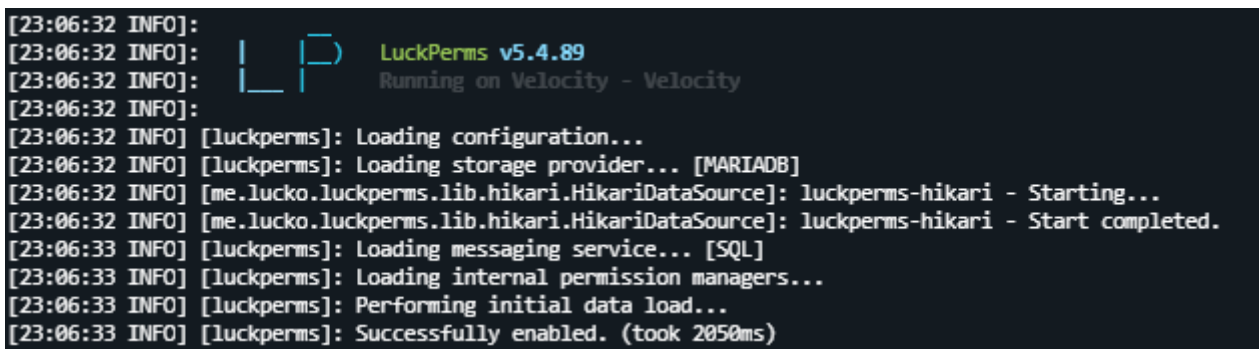 [23:06:32 INFO]:        __
[23:06:32 INFO]:   |    |__)   LuckPerms v5.4.89
[23:06:32 INFO]:   |___ |      Running on Velocity - Velocity
[23:06:32 INFO]:
[23:06:32 INFO] [luckperms]: Loading configuration...
[23:06:32 INFO] [luckperms]: Loading storage provider... [MARIADB]
[23:06:32 INFO] [me.lucko.luckperms.lib.hikari.HikariDataSource]: luckperms-hikari - Starting...
[23:06:32 INFO] [me.lucko.luckperms.lib.hikari.HikariDataSource]: luckperms-hikari - Start completed.
[23:06:33 INFO] [luckperms]: Loading messaging service... [SQL]
[23:06:33 INFO] [luckperms]: Loading internal permission managers...
[23:06:33 INFO] [luckperms]: Performing initial data load...
[23:06:33 INFO] [luckperms]: Successfully enabled. (took 2050ms)